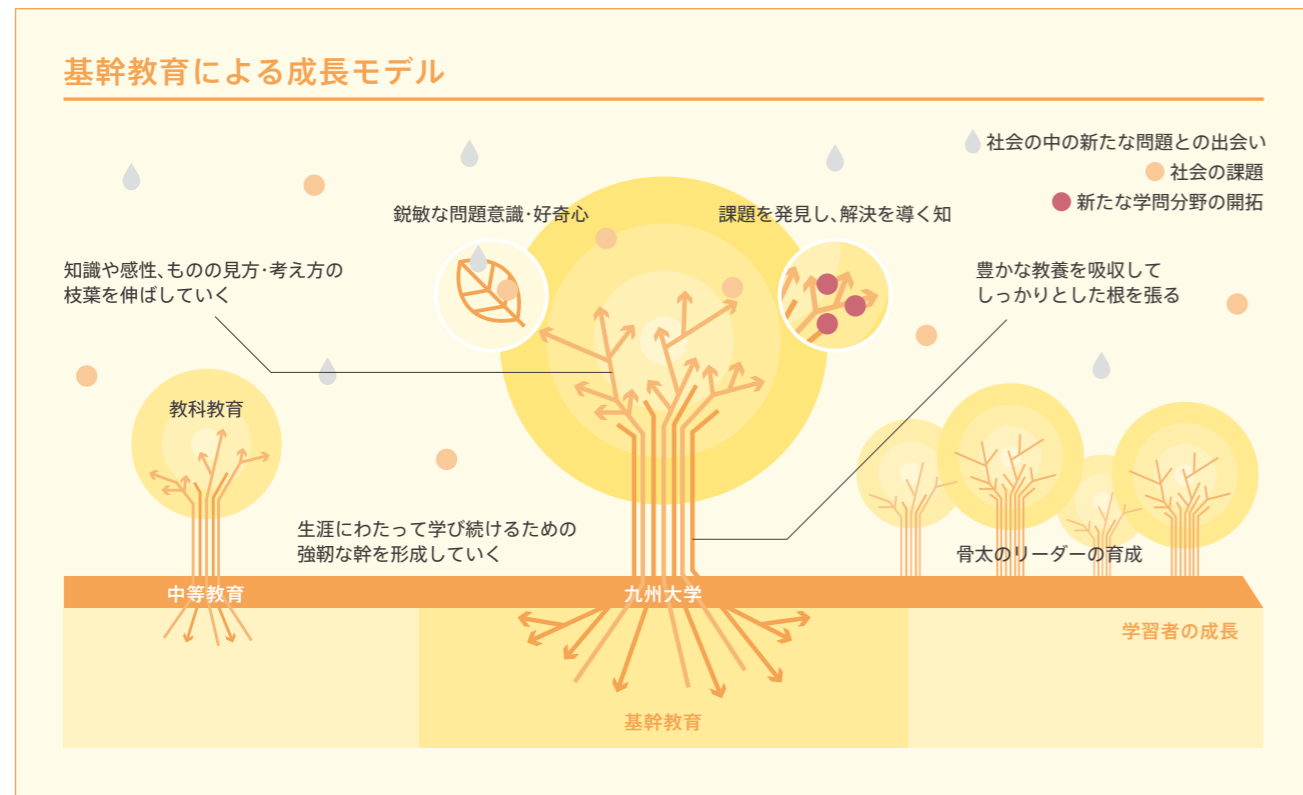 基幹教育による成長モデル
社会の中の新たな問題との出会い
社会の課題
新たな学問分野の開拓
鋭敏な問題意識・好奇心
課題を発見し、解決を導く知
知識や感性、ものの見方・考え方の
枝葉を伸ばしていく
豊かな教養を吸収して
しっかりとした根を張る
教科教育
生涯にわたって学び続けるための
強靭な幹を形成していく
骨太のリーダーの育成
中等教育
九州大学
学習者の成長
基幹教育